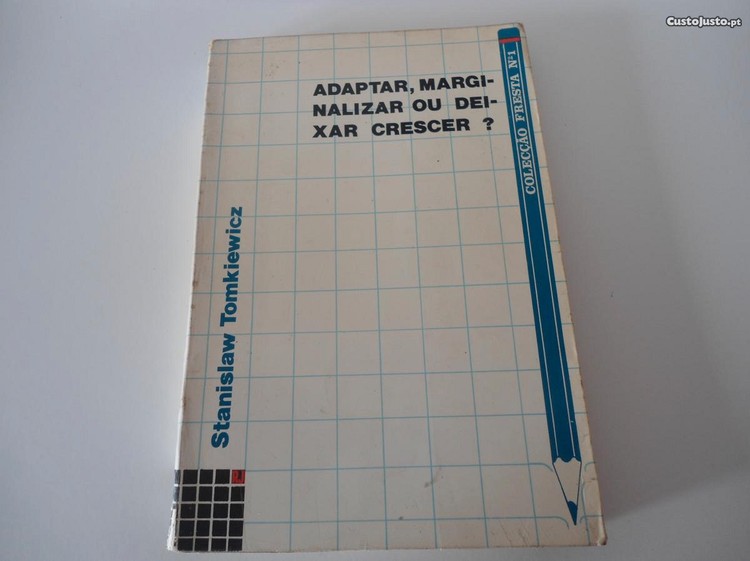 CustoJusto.pt
ADAPTAR, MARGI-
NALIZAR OU DEI-
XAR CRESCER ?
COLECÇÃO FRESTA Nº1
Stanislaw Tomkiewicz